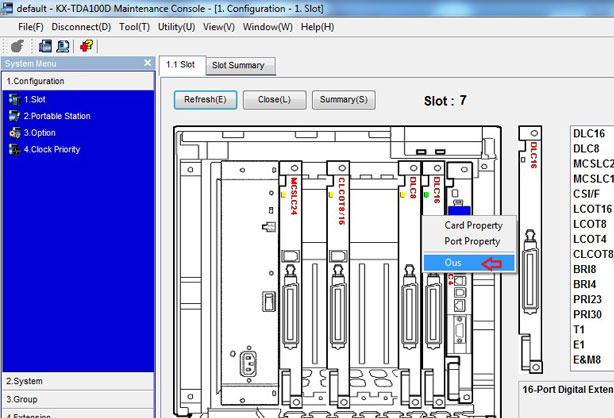 default - KX-TDA100D Maintenance Console - [1. Configuration - 1. Slot]
File(F) Disconnect(D) Tool(T) Utility(U) View(V) Window(W) Help(H)
System Menu
1.Configuration
1.Slot
2.Portable Station
3.Option
4.Clock Priority
2.System
3.Group
4.Extension
1.1 Slot
Slot Summary
Refresh(E)
Close(L)
Summary(S)
Slot : 7
MCSLC24
CLCOT8/16
DLC8
DLC16
Card Property
Port Property
Ous
DLC16
DLC16
DLC8
MCSLC2
MCSLC1
CSI/F
LCOT16
LCOT8
LCOT4
CLCOT8/
BRI8
BRI4
PRI23
PRI30
T1
E1
E&M8
16-Port Digital Exten